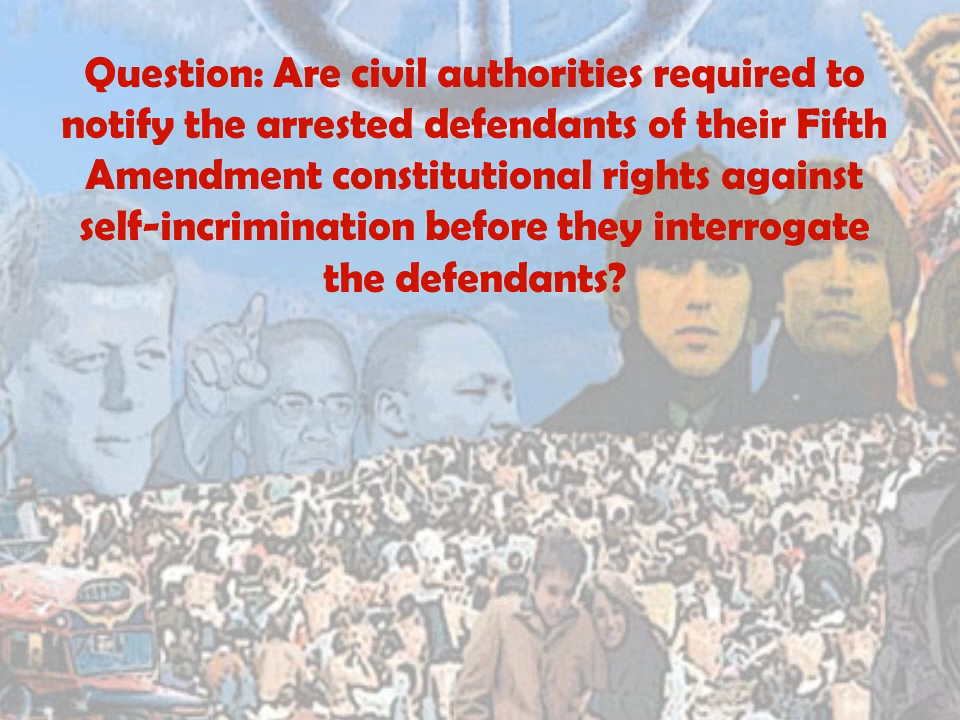 Question: Are civil authorities required to
notify the arrested defendants of their Fifth
Amendment constitutional rights against
self-incrimination before they interrogate
the defendants?